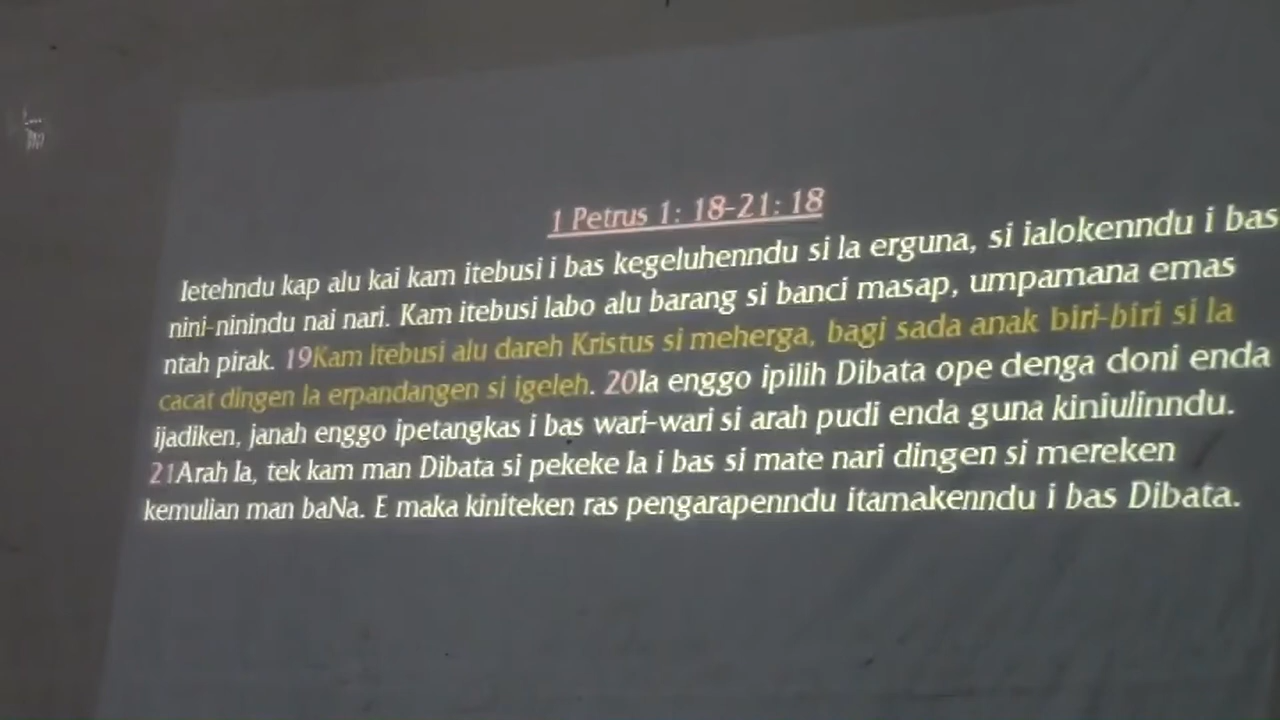 1 Petrus 1: 18-21: 18
Ietehndu kap alu kai kam itebusi i bas kegeluhenndu si la erguna, si ialokenndu i bas
nini-ninindu nai nari. Kam itebusi labo alu barang si banci masap, umpamana emas
ntah pirak. 19Kam itebusi alu dareh Kristus si meherga, bagi sada anak biri-biri si la
cacat dingen la erpandangen si igeleh. 20Ia enggo ipilih Dibata ope denga doni enda
ijadiken, janah enggo ipetangkas i bas wari-wari si arah pudi enda guna kiniulinndu.
21Arah Ia, tek kam man Dibata si pekeke Ia i bas si mate nari dingen si mereken
kemulian man baNa. E maka kiniteken ras pengarapenndu itamakenndu i bas Dibata.